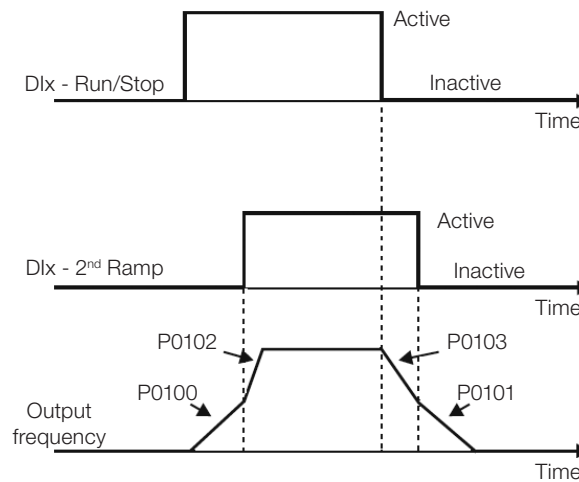 Active
DIx - Run/Stop
Inactive
Time
Active
DIx - 2nd Ramp
Inactive
Time
P0102
P0103
P0100
P0101
Output
frequency
Time